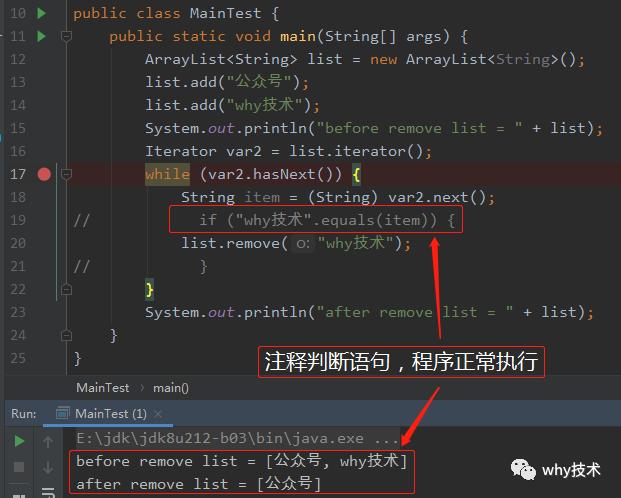 10 public class MainTest {
11 public static void main(String[] args) {
12 ArrayList<String> list = new ArrayList<String>();
13 list.add("公众号");
14 list.add("why技术");
15 System.out.println("before remove list = " + list);
16 Iterator var2 = list.iterator();
17 while (var2.hasNext()) {
18 String item = (String) var2.next();
19 // if ("why技术".equals(item)) {
20 list.remove( o: "why技术");
21 // }
22 }
23 System.out.println("after remove list = " + list);
24 }
25 }
注释判断语句，程序正常执行
MainTest › main()
Run: MainTest (1) ×
E:\jdk\jdk8u212-b03\bin\java.exe ...
before remove list = [公众号, why技术]
after remove list = [公众号]
why技术